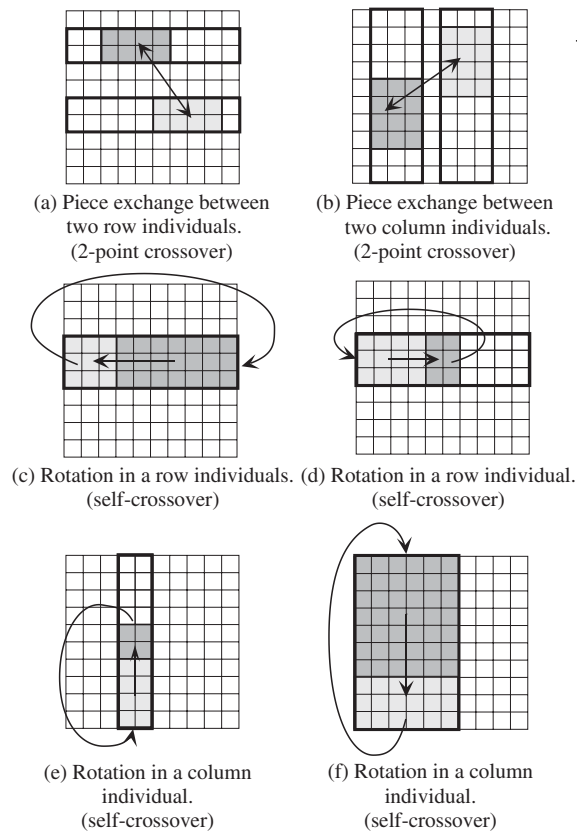 (a) Piece exchange between
two row individuals.
(2-point crossover)
(b) Piece exchange between
two column individuals.
(2-point crossover)
(c) Rotation in a row individuals.
(self-crossover)
(d) Rotation in a row individual.
(self-crossover)
(e) Rotation in a column
individual.
(self-crossover)
(f) Rotation in a column
individual.
(self-crossover)